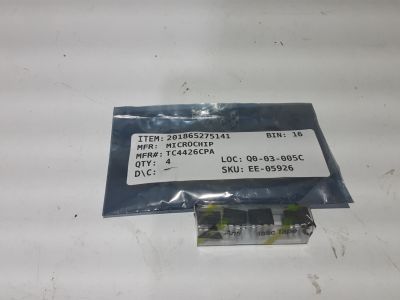 ITEM: 201865275141 BIN: 16
MFR: MICROCHIP
MFR#: TC4426CPA
QTY: 4 LOC: Q0-03-005C
D\C: SKU: EE-05926